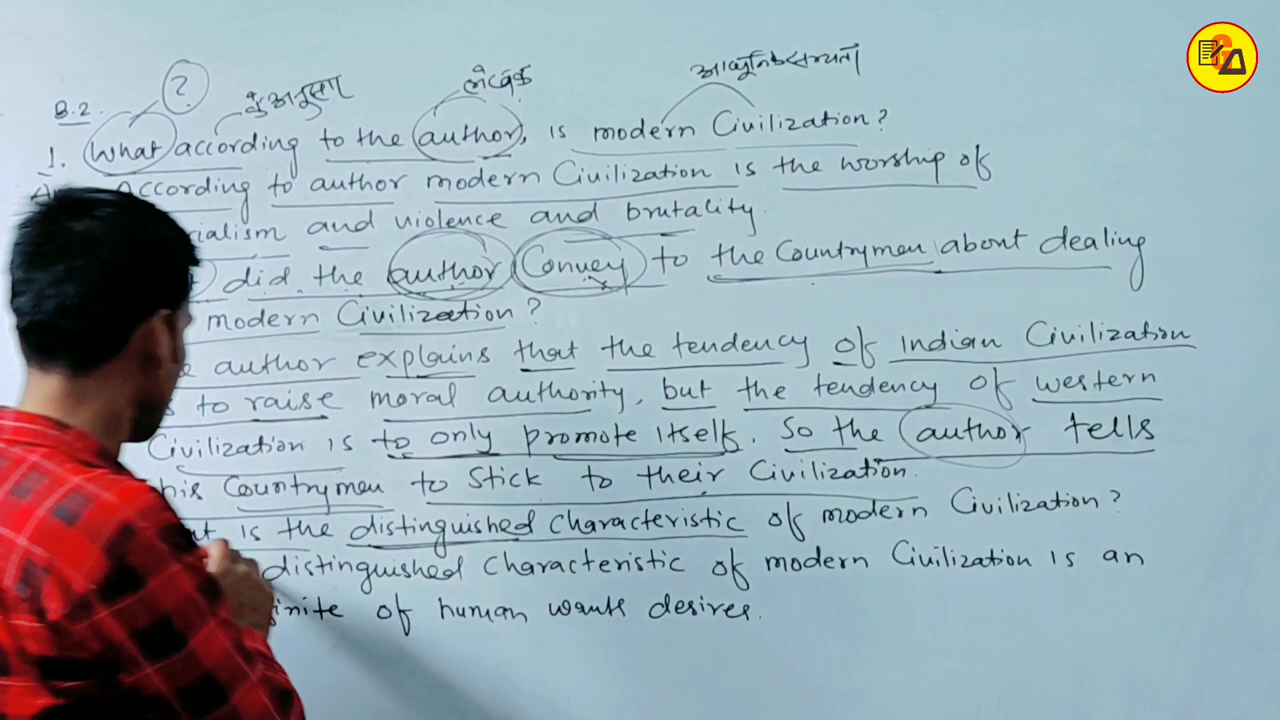 B.2.
?
के अनुसार
लेखक
आधुनिक सभ्यता
1. What according to the author, is modern Civilization?
According to author modern Civilization is the worship of
and violence and brutality.
did the author Convey to the Countrymen about dealing
modern Civilization?
author explains that the tendency of Indian Civilization
to raise moral authority, but the tendency of western
Civilization is to only promote itself. So the author tells
his Countrymen to Stick to their Civilization.
is the distinguished characteristic of modern Civilization?
distinguished characteristic of modern Civilization is an
of human wants desires.